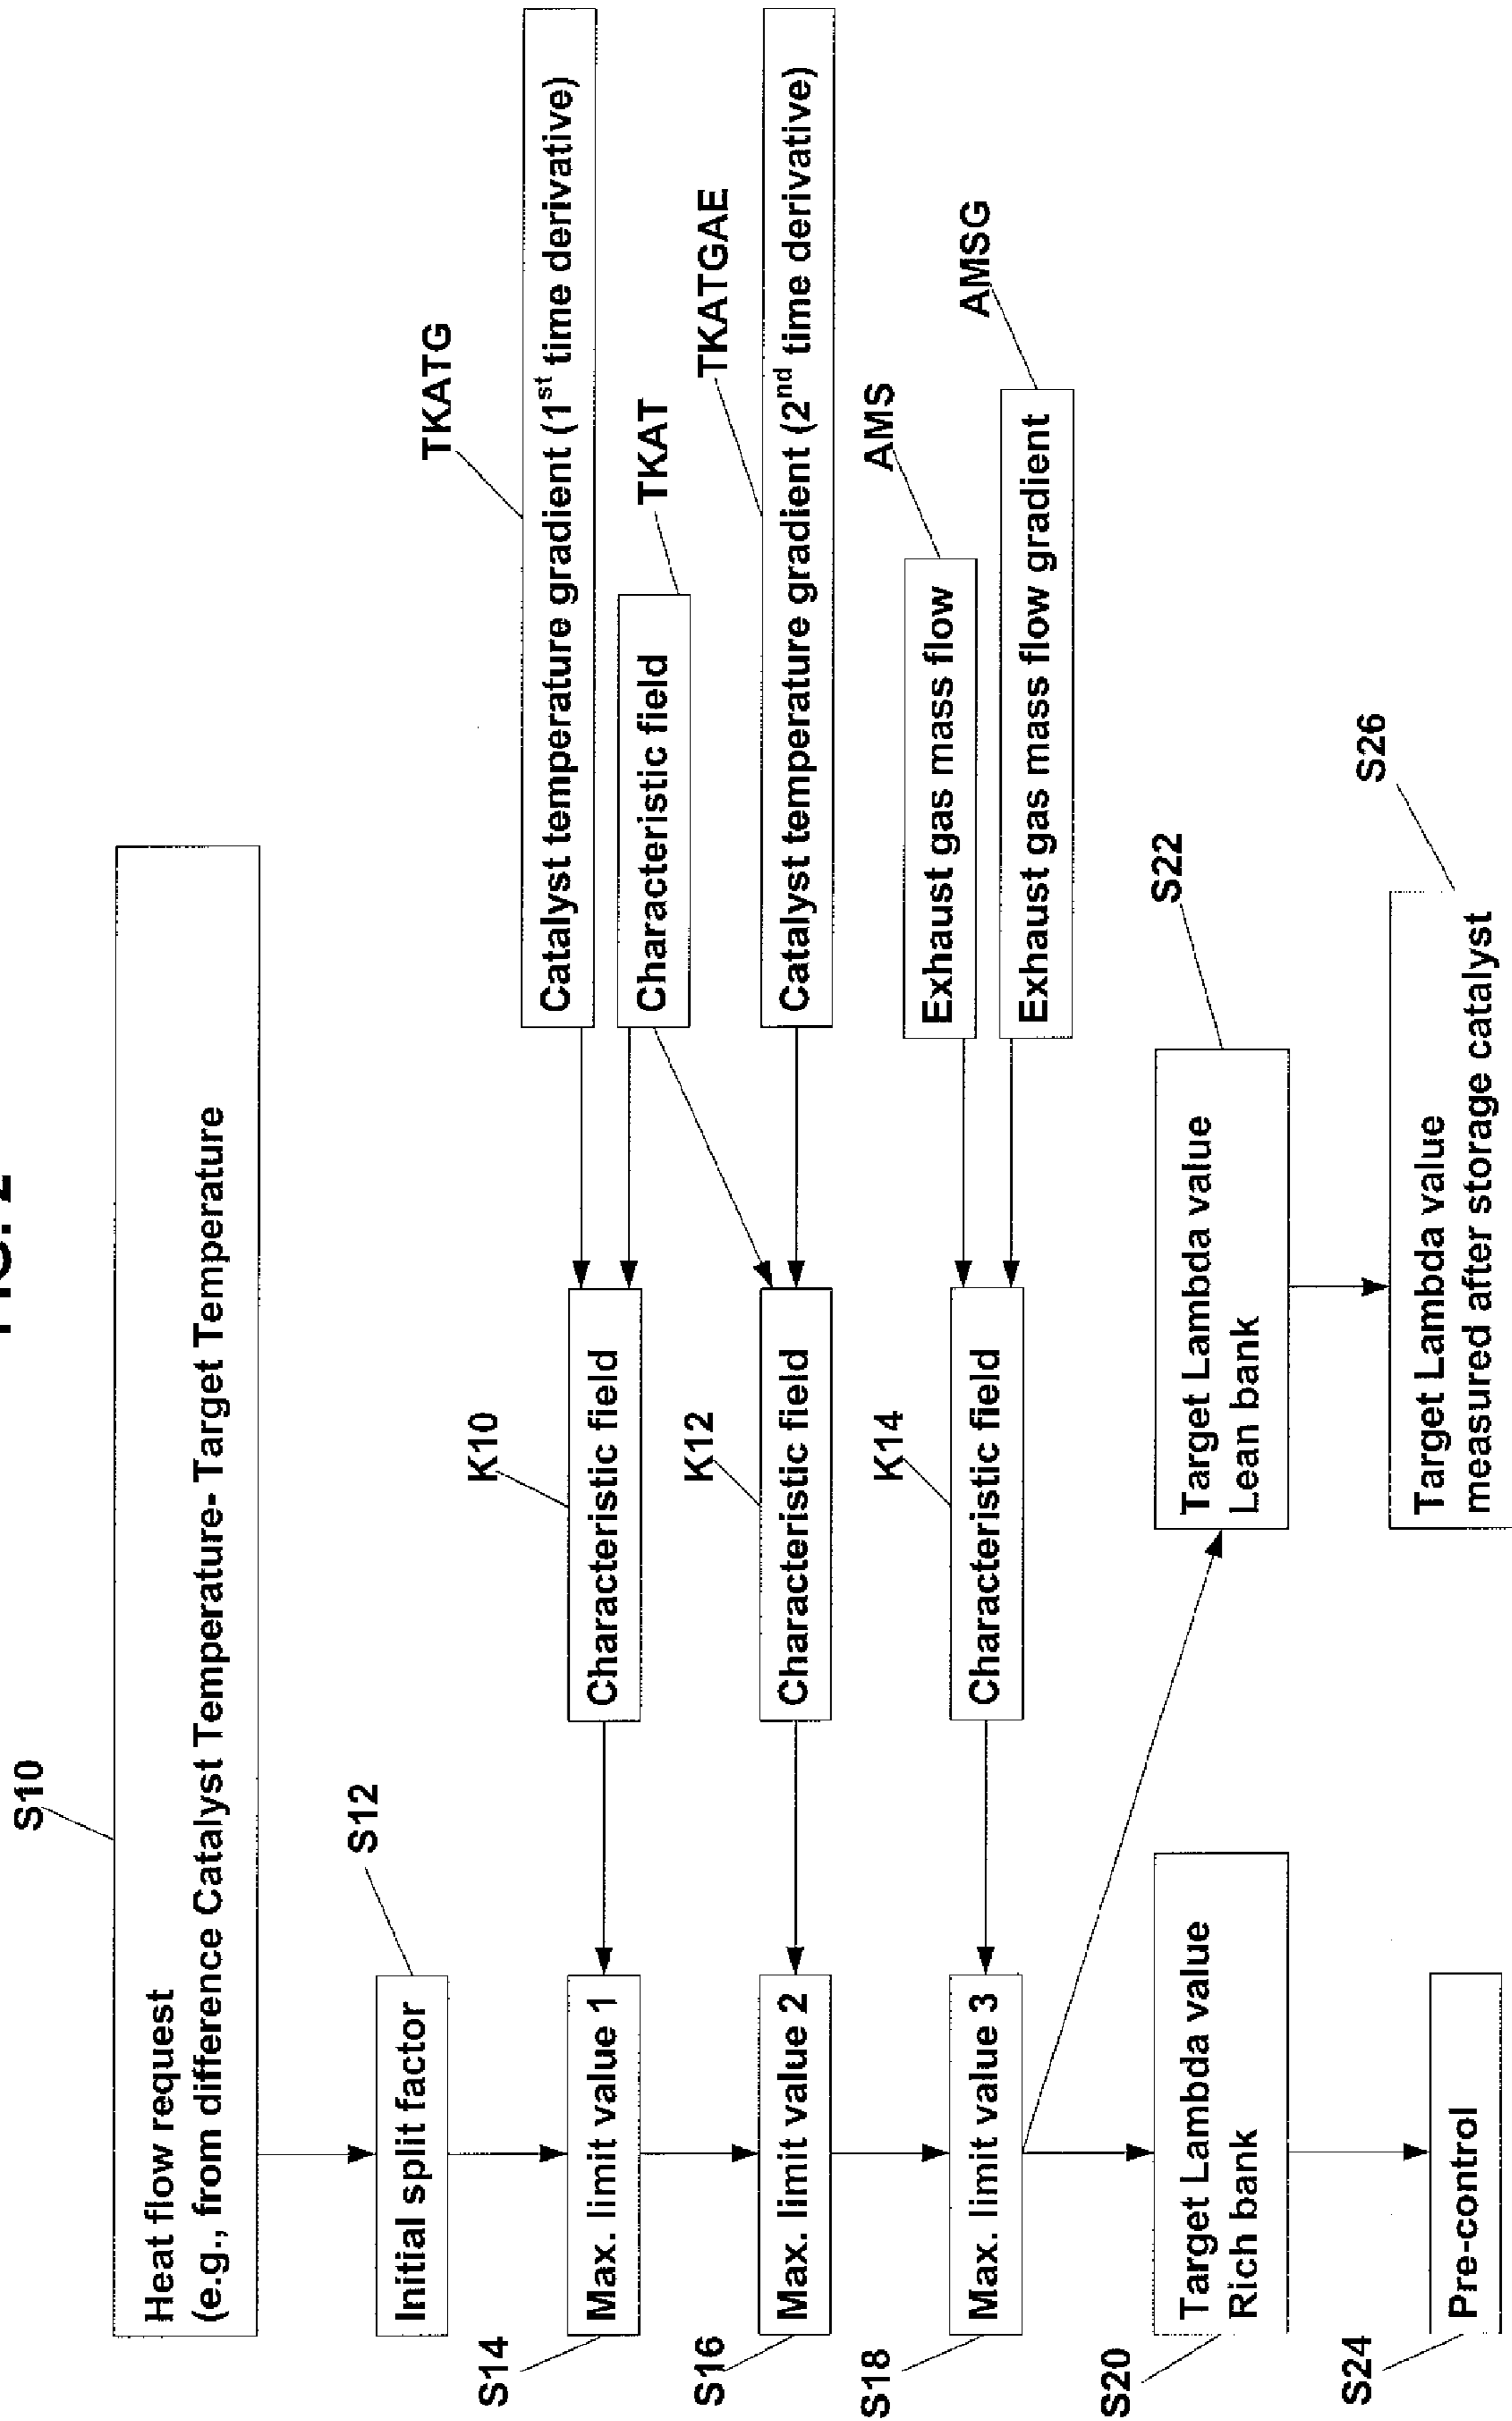 FIG. 2
S10
Heat flow request
(e.g., from difference Catalyst Temperature- Target Temperature
S12
Initial split factor
S14
Max. limit value 1
K10
Characteristic field
TKATG
Catalyst temperature gradient (1st time derivative)
TKAT
Characteristic field
S16
Max. limit value 2
K12
Characteristic field
TKATGAE
Catalyst temperature gradient (2nd time derivative)
S18
Max. limit value 3
K14
Characteristic field
AMS
Exhaust gas mass flow
AMSG
Exhaust gas mass flow gradient
S20
Target Lambda value
Rich bank
S22
Target Lambda value
Lean bank
S24
Pre-control
S26
Target Lambda value
measured after storage catalyst